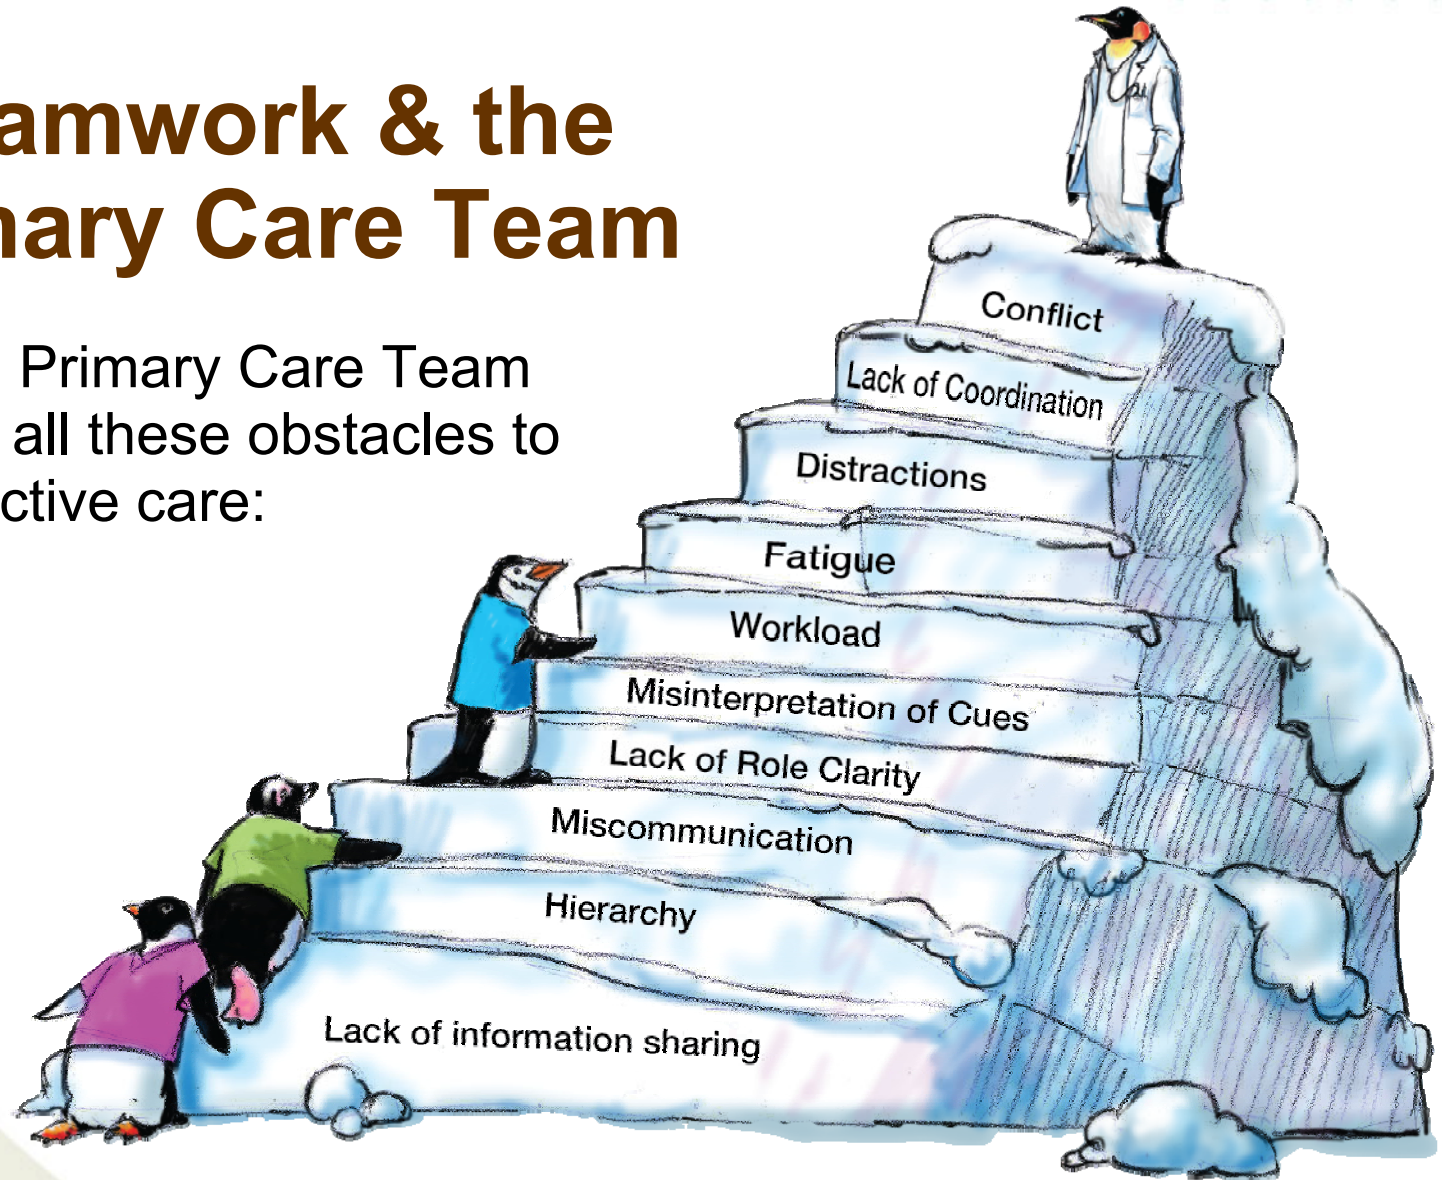 amwork & the
nary Care Team
Primary Care Team
all these obstacles to
ctive care:
Conflict
Lack of Coordination
Distractions
Fatigue
Workload
Misinterpretation of Cues
Lack of Role Clarity
Miscommunication
Hierarchy
Lack of information sharing